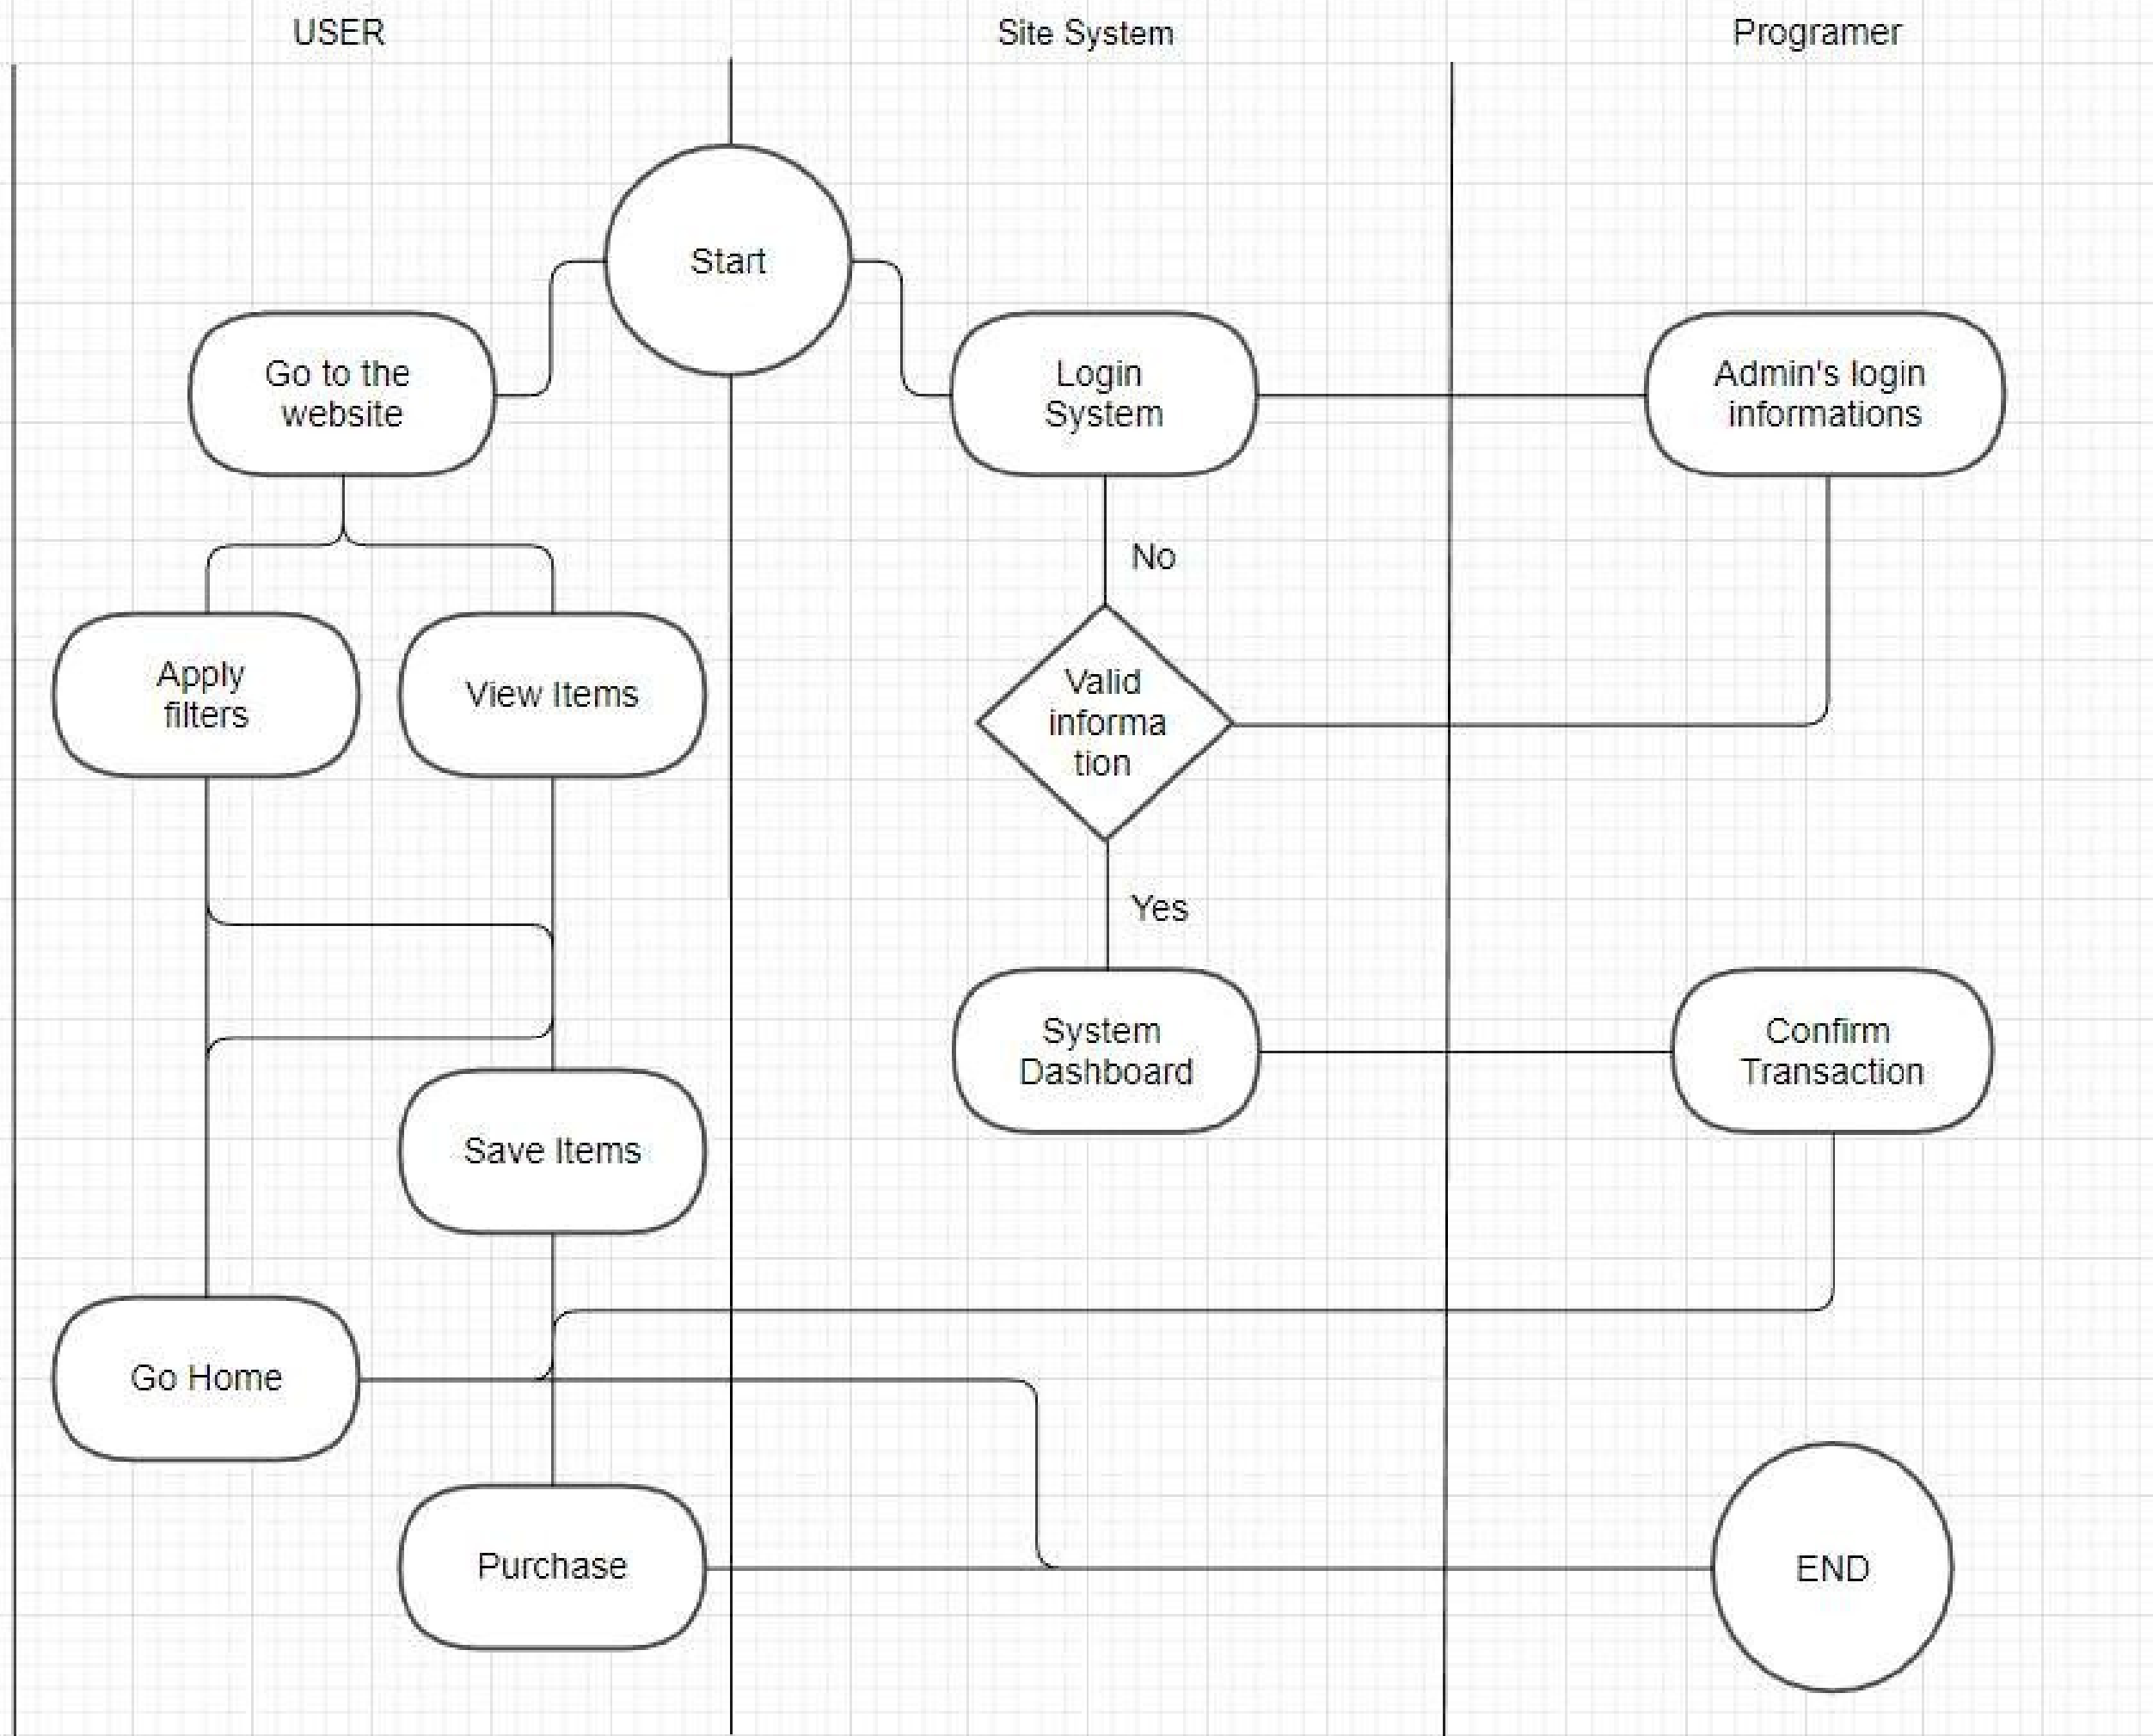 USER
Site System
Programer
Start
Go to the
website
Login
System
Admin's login
informations
No
Apply
filters
View Items
Valid
informa
tion
Yes
System
Dashboard
Confirm
Transaction
Save Items
Go Home
Purchase
END